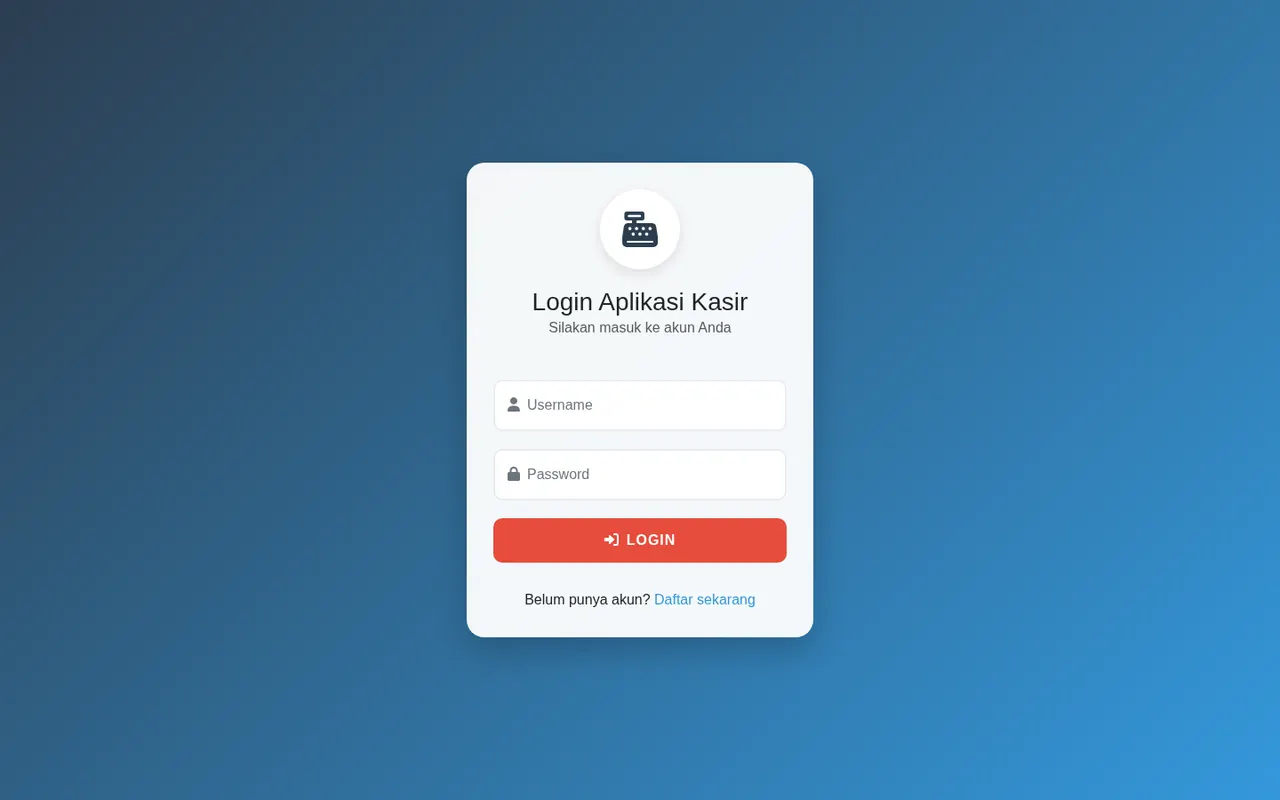 Login Aplikasi Kasir
Silakan masuk ke akun Anda
Username
Password
LOGIN
Belum punya akun? Daftar sekarang